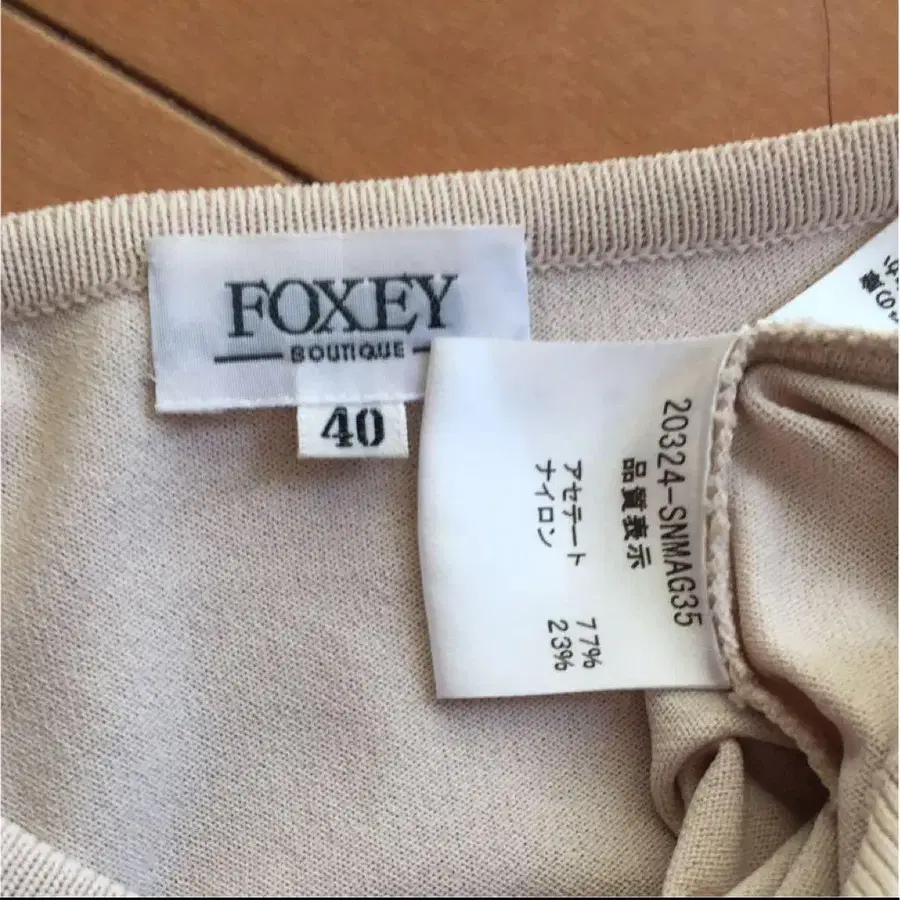 FOXEY
BOUTIQUE
40
20324-SNMAG35
品質表示
アセテート 77%
ナイロン 23%